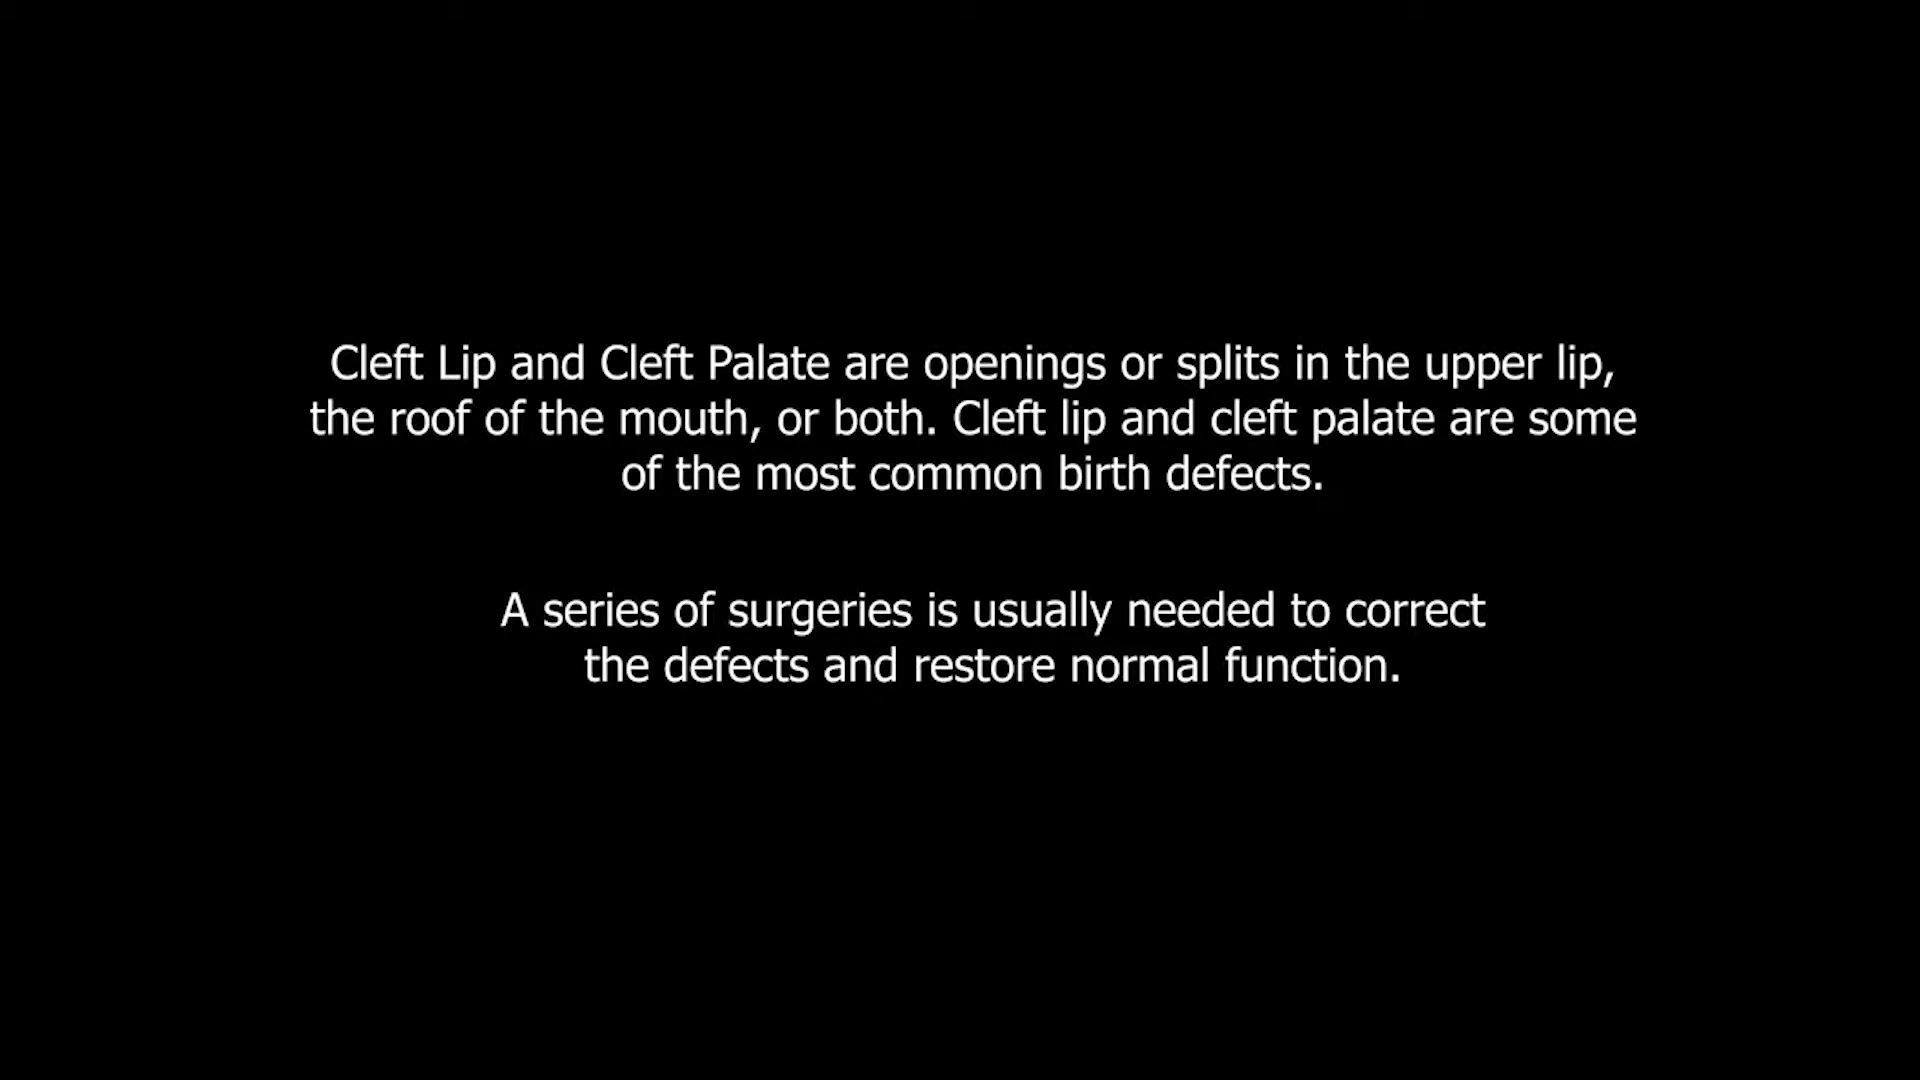 Cleft Lip and Cleft Palate are openings or splits in the upper lip,
the roof of the mouth, or both. Cleft lip and cleft palate are some
of the most common birth defects.
A series of surgeries is usually needed to correct
the defects and restore normal function.